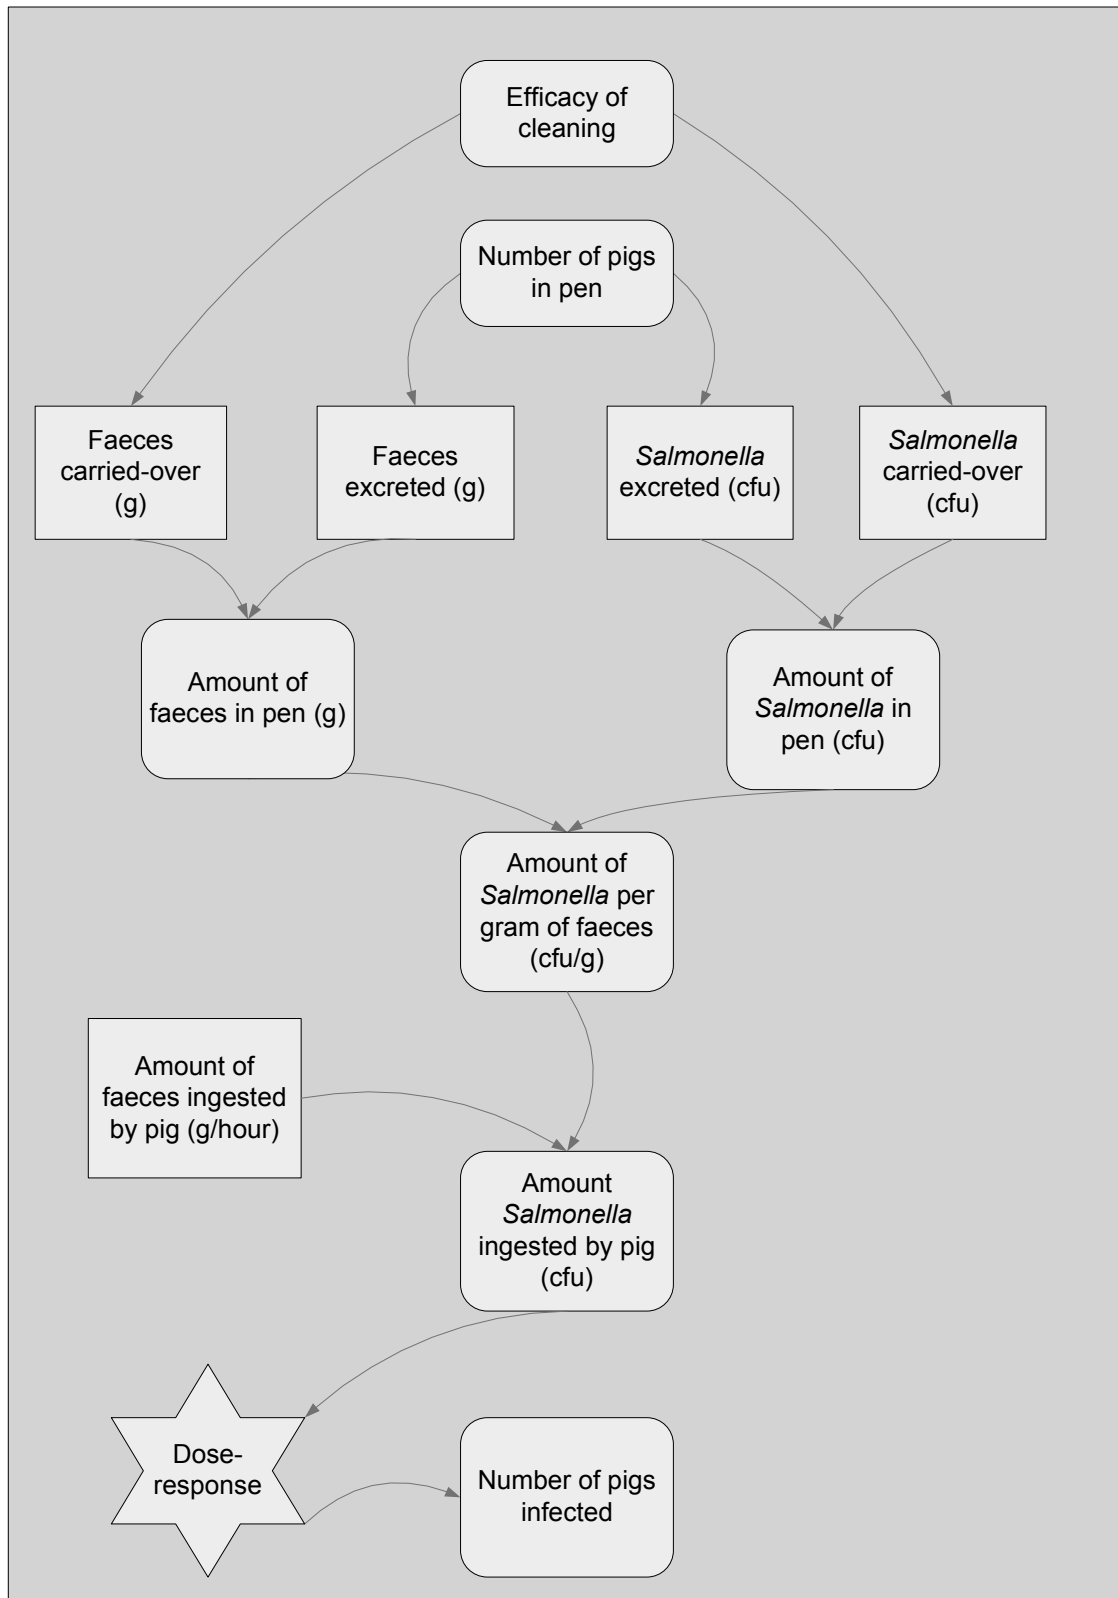 Efficacy of
cleaning
Number of pigs
in pen
Faeces
carried-over
(g)
Faeces
excreted (g)
Salmonella
excreted (cfu)
Salmonella
carried-over
(cfu)
Amount of
faeces in pen (g)
Amount of
Salmonella in
pen (cfu)
Amount of
Salmonella per
gram of faeces
(cfu/g)
Amount of
faeces ingested
by pig (g/hour)
Amount
Salmonella
ingested by pig
(cfu)
Dose-
response
Number of pigs
infected